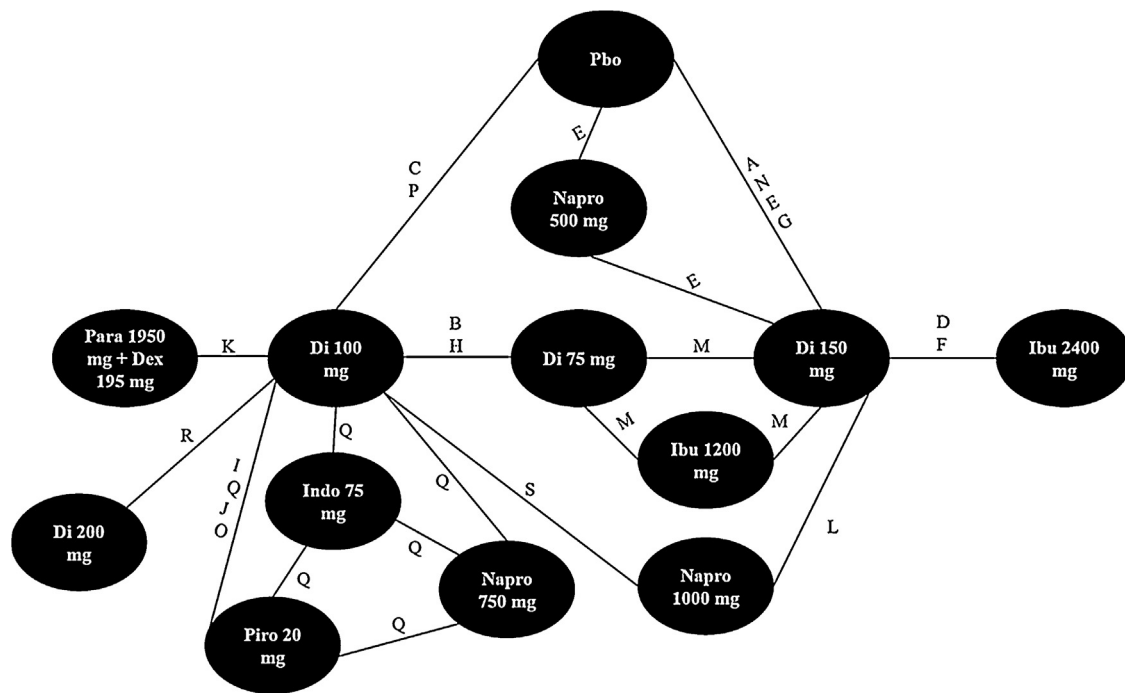 Pbo
E
C
P
A
N
E
G
Napro
500 mg
E
Para 1950
mg + Dex
195 mg
K
Di 100
mg
B
H
Di 75 mg
M
Di 150
mg
D
F
Ibu 2400
mg
R
Q
M
M
Ibu 1200
mg
I
Q
J
O
Indo 75
mg
Q
S
L
Di 200
mg
Q
Q
Napro
750 mg
Napro
1000 mg
Q
Piro 20
mg